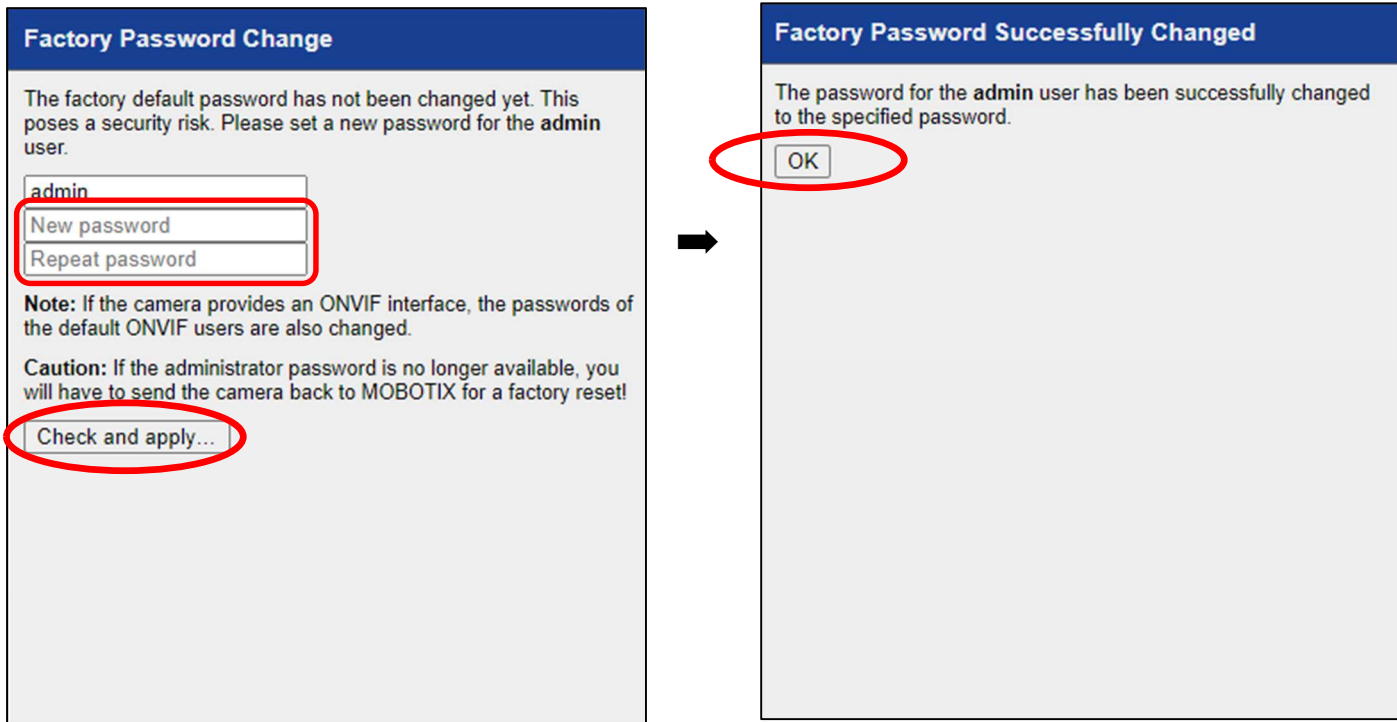 Factory Password Change
The factory default password has not been changed yet. This
poses a security risk. Please set a new password for the admin
user.
admin
New password
Repeat password
Note: If the camera provides an ONVIF interface, the passwords of
the default ONVIF users are also changed.
Caution: If the administrator password is no longer available, you
will have to send the camera back to MOBOTIX for a factory reset!
Check and apply...
Factory Password Successfully Changed
The password for the admin user has been successfully changed
to the specified password.
OK